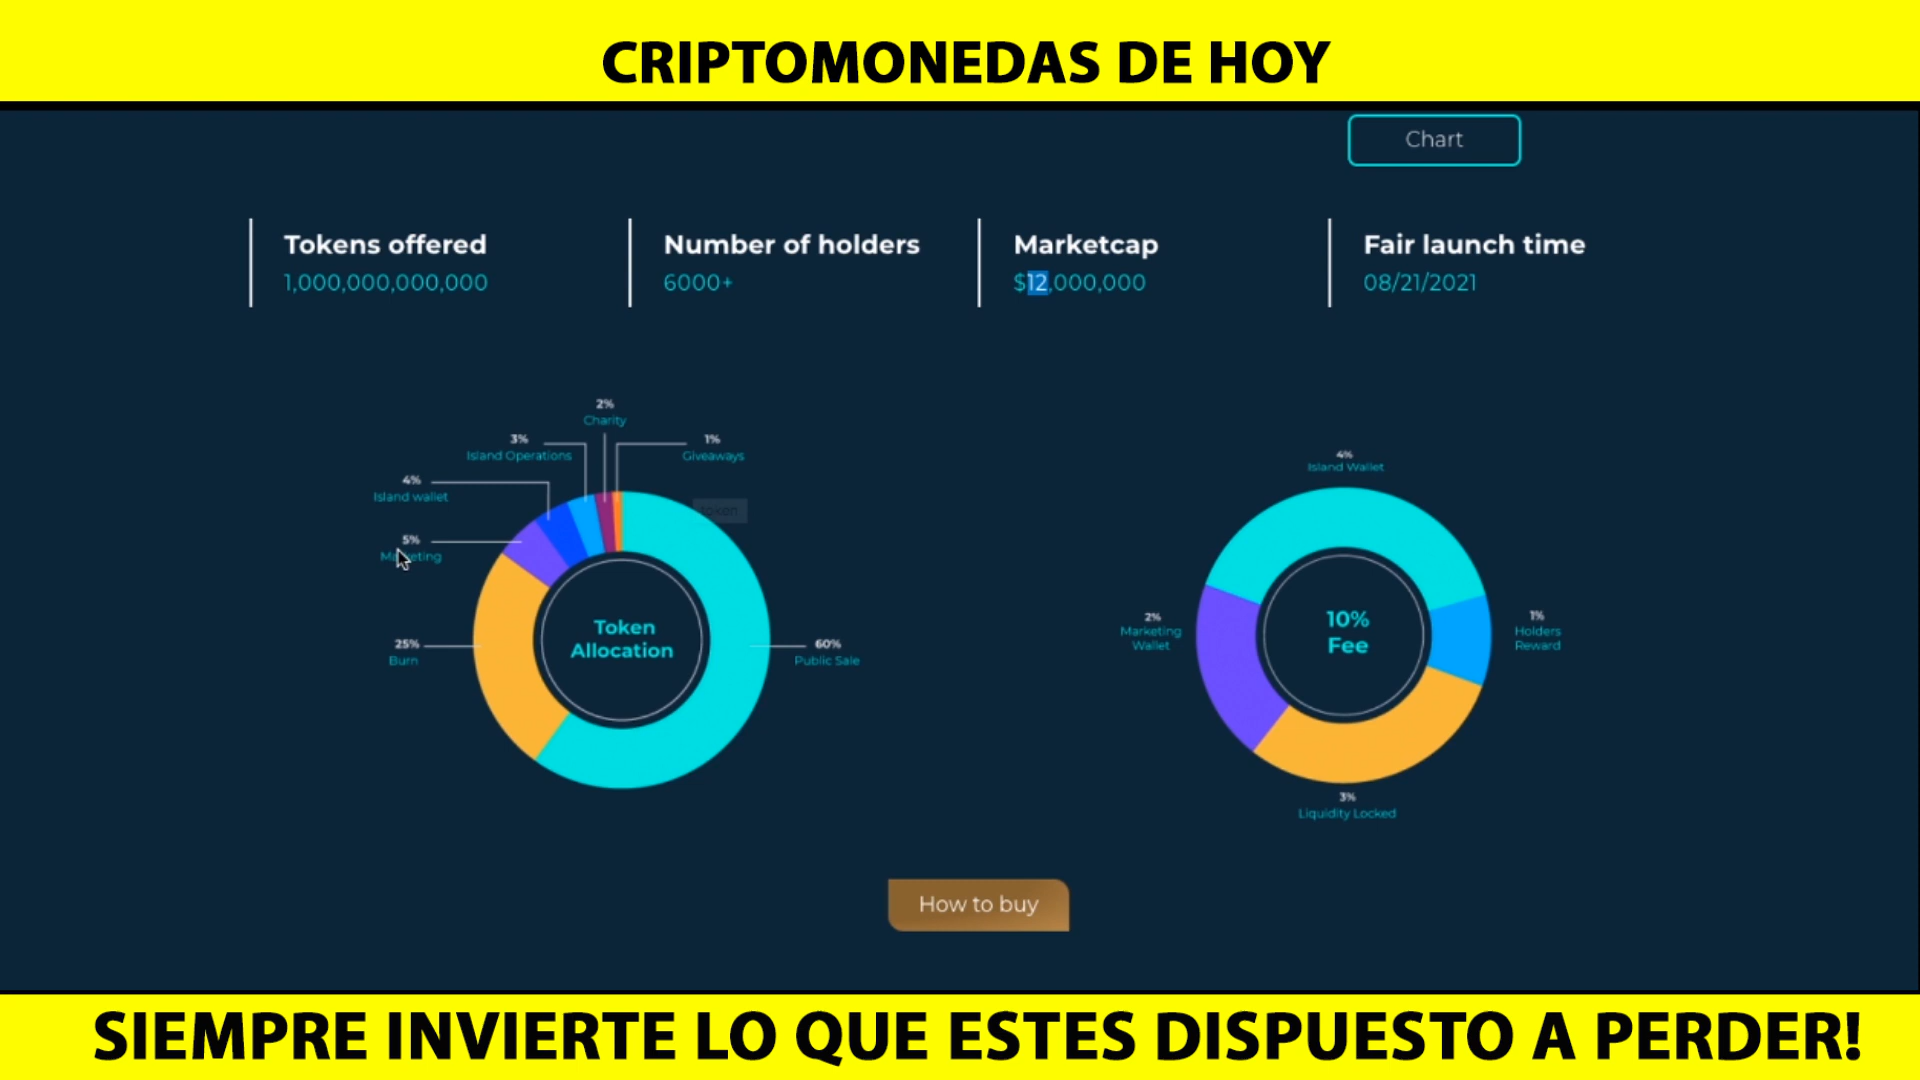 CRIPTOMONEDAS DE HOY
Chart
Tokens offered
1,000,000,000,000
Number of holders
6000+
Marketcap
$12,000,000
Fair launch time
08/21/2021
2%
Charity
3%
Island Operations
1%
Giveaways
4%
Island wallet
token
5%
Marketing
Token
Allocation
25%
Burn
60%
Public Sale
4%
Island Wallet
2%
Marketing
Wallet
10%
Fee
1%
Holders
Reward
3%
Liquidity Locked
How to buy
SIEMPRE INVIERTE LO QUE ESTES DISPUESTO A PERDER!